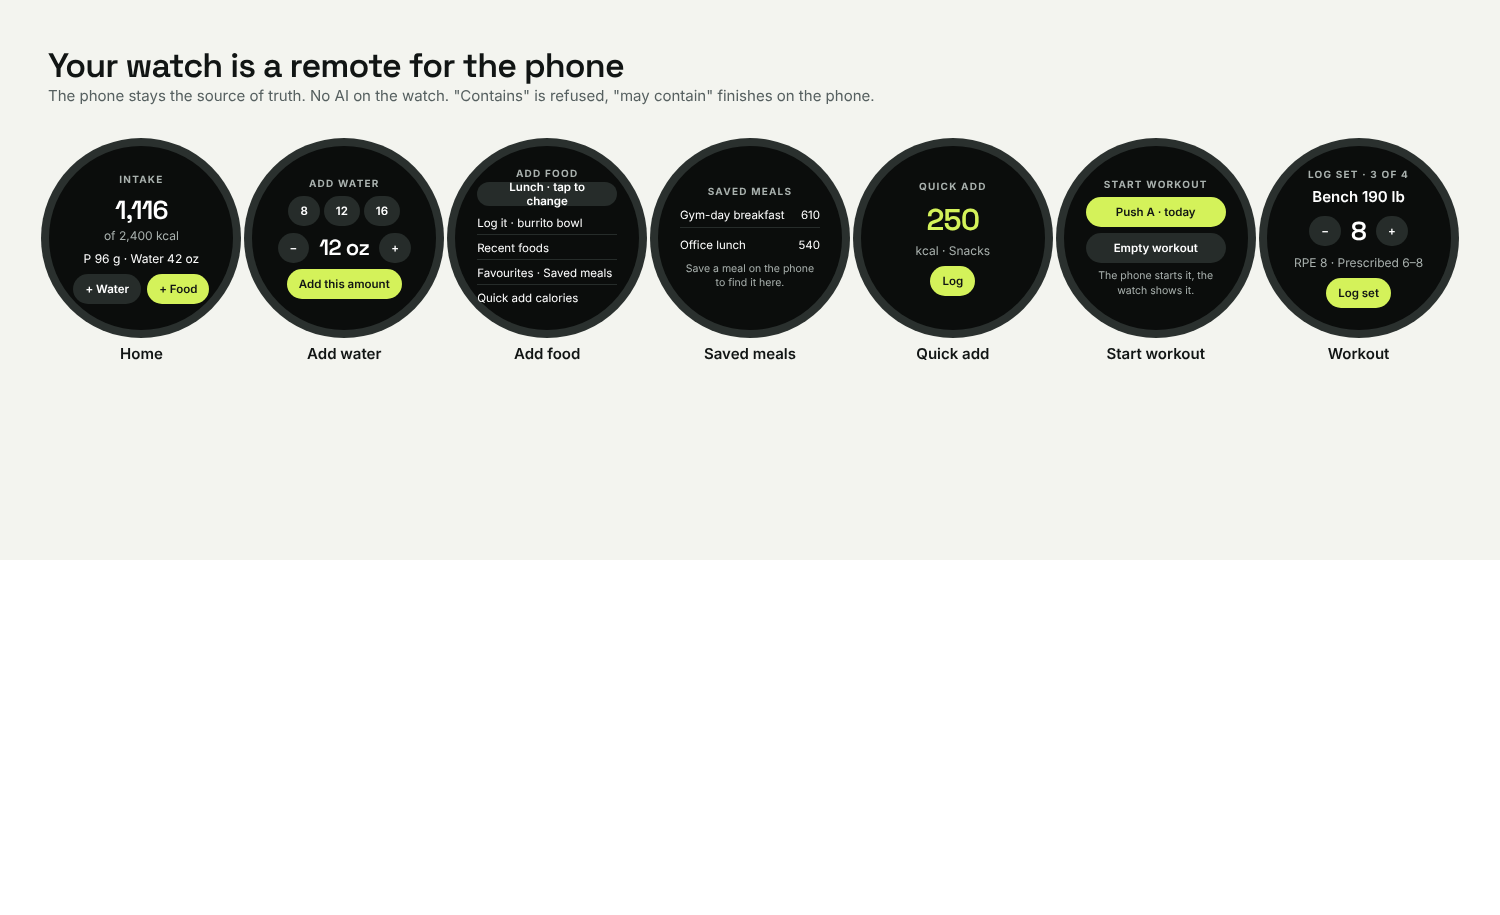 Your watch is a remote for the phone
The phone stays the source of truth. No AI on the watch. "Contains" is refused, "may contain" finishes on the phone.
INTAKE
1,116
of 2,400 kcal
P 96 g · Water 42 oz
+ Water
+ Food
Home
ADD WATER
8
12
16
–
12 oz
+
Add this amount
Add water
ADD FOOD
Lunch · tap to
change
Log it · burrito bowl
Recent foods
Favourites · Saved meals
Quick add calories
Add food
SAVED MEALS
Gym-day breakfast 610
Office lunch 540
Save a meal on the phone
to find it here.
Saved meals
QUICK ADD
250
kcal · Snacks
Log
Quick add
START WORKOUT
Push A · today
Empty workout
The phone starts it, the
watch shows it.
Start workout
LOG SET · 3 OF 4
Bench 190 lb
–
8
+
RPE 8 · Prescribed 6–8
Log set
Workout